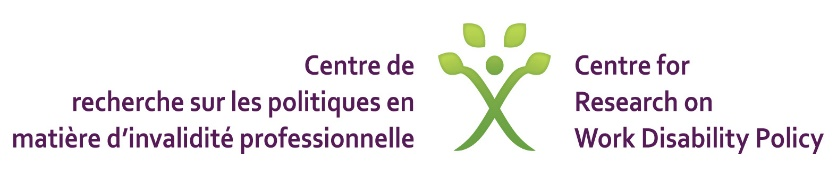 Centre de
recherche sur les politiques en
matière d'invalidité professionnelle
Centre for
Research on
Work Disability Policy